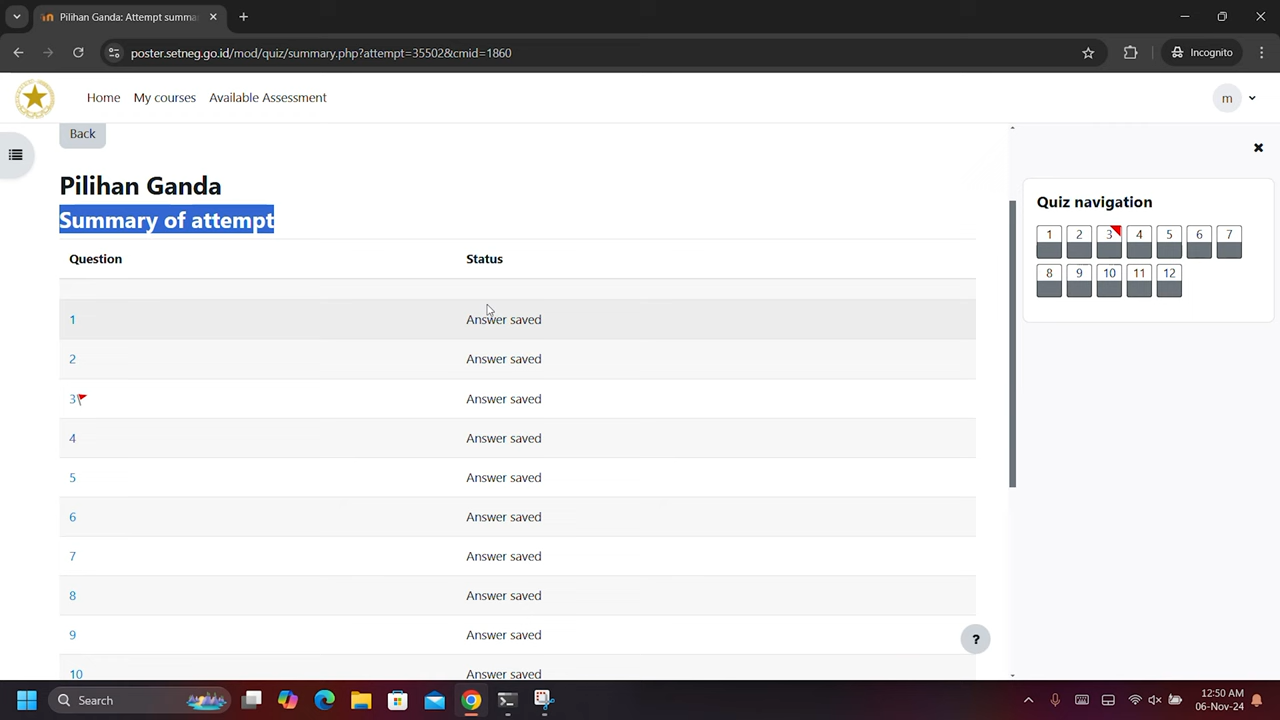 Pilihan Ganda: Attempt summa
poster.setneg.go.id/mod/quiz/summary.php?attempt=35502&cmid=1860
Incognito
Home My courses Available Assessment
m
Back
Pilihan Ganda
Summary of attempt
Question Status
1 Answer saved
2 Answer saved
3 Answer saved
4 Answer saved
5 Answer saved
6 Answer saved
7 Answer saved
8 Answer saved
9 Answer saved
10 Answer saved
Quiz navigation
1 2 3 4 5 6 7
8 9 10 11 12
?
Search
12:50 AM
06-Nov-24